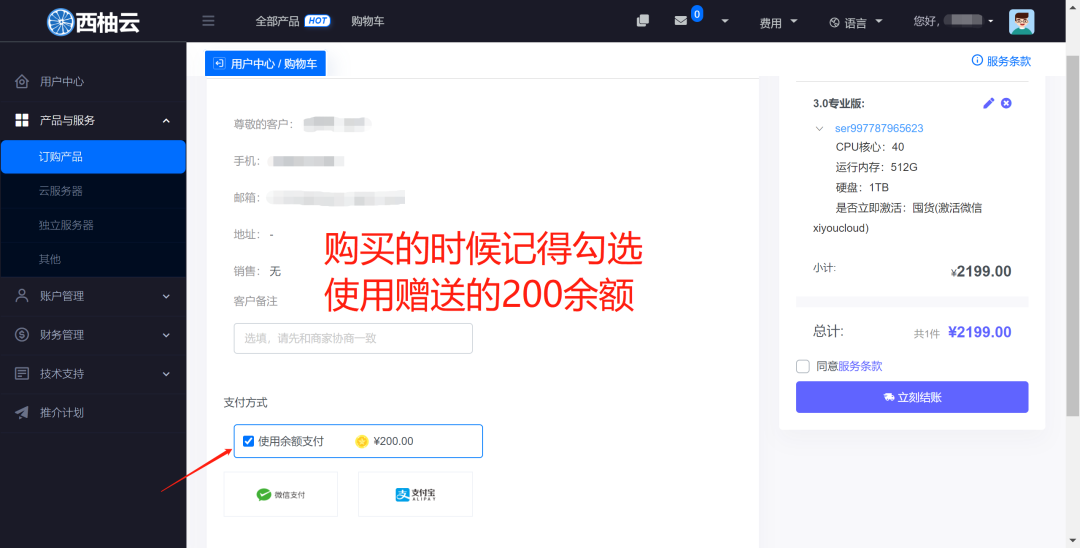 西柚云
全部产品 HOT 购物车
0
费用
语言
您好,
用户中心
产品与服务
订购产品
云服务器
独立服务器
其他
账户管理
财务管理
技术支持
推介计划
用户中心 / 购物车
服务条款
尊敬的客户：
手机：
邮箱：
地址： -
销售： 无
客户备注
选填，请先和商家协商一致
购买的时候记得勾选
使用赠送的200余额
支付方式
使用余额支付 ¥200.00
微信支付
支付宝
ALIPAY
3.0专业版:
ser997787965623
CPU核心：40
运行内存：512G
硬盘：1TB
是否立即激活：囤货(激活微信
xiyoucloud)
小计: ¥2199.00
总计: 共1件 ¥2199.00
同意服务条款
立刻结账